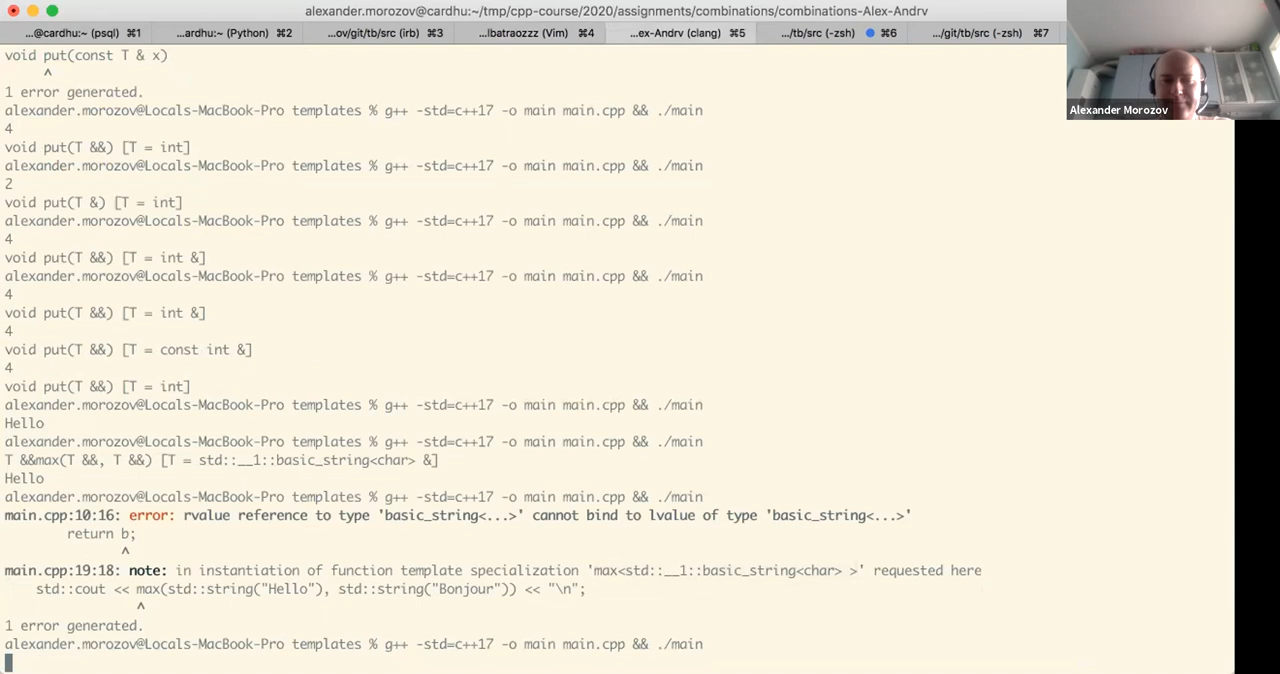 alexander.morozov@cardhu:~/tmp/cpp-course/2020/assignments/combinations/combinations-Alex-Andrv
...@cardhu:~ (psql) ⌘1 ...ardhu:~ (Python) ⌘2 ...ov/git/tb/src (irb) ⌘3 ...lbatraozzz (Vim) ⌘4 ...ex-Andrv (clang) ⌘5 .../tb/src (-zsh) ⌘6 .../git/tb/src (-zsh) ⌘7
void put(const T & x)
^
1 error generated.
alexander.morozov@Locals-MacBook-Pro templates % g++ -std=c++17 -o main main.cpp && ./main
4
void put(T &&) [T = int]
alexander.morozov@Locals-MacBook-Pro templates % g++ -std=c++17 -o main main.cpp && ./main
2
void put(T &) [T = int]
alexander.morozov@Locals-MacBook-Pro templates % g++ -std=c++17 -o main main.cpp && ./main
4
void put(T &&) [T = int &]
alexander.morozov@Locals-MacBook-Pro templates % g++ -std=c++17 -o main main.cpp && ./main
4
void put(T &&) [T = int &]
4
void put(T &&) [T = const int &]
4
void put(T &&) [T = int]
alexander.morozov@Locals-MacBook-Pro templates % g++ -std=c++17 -o main main.cpp && ./main
Hello
alexander.morozov@Locals-MacBook-Pro templates % g++ -std=c++17 -o main main.cpp && ./main
T &&max(T &&, T &&) [T = std::__1::basic_string<char> &]
Hello
alexander.morozov@Locals-MacBook-Pro templates % g++ -std=c++17 -o main main.cpp && ./main
main.cpp:10:16: error: rvalue reference to type 'basic_string<...>' cannot bind to lvalue of type 'basic_string<...>'
return b;
^
main.cpp:19:18: note: in instantiation of function template specialization 'max<std::__1::basic_string<char> >' requested here
std::cout << max(std::string("Hello"), std::string("Bonjour")) << "\n";
^
1 error generated.
alexander.morozov@Locals-MacBook-Pro templates % g++ -std=c++17 -o main main.cpp && ./main
Alexander Morozov